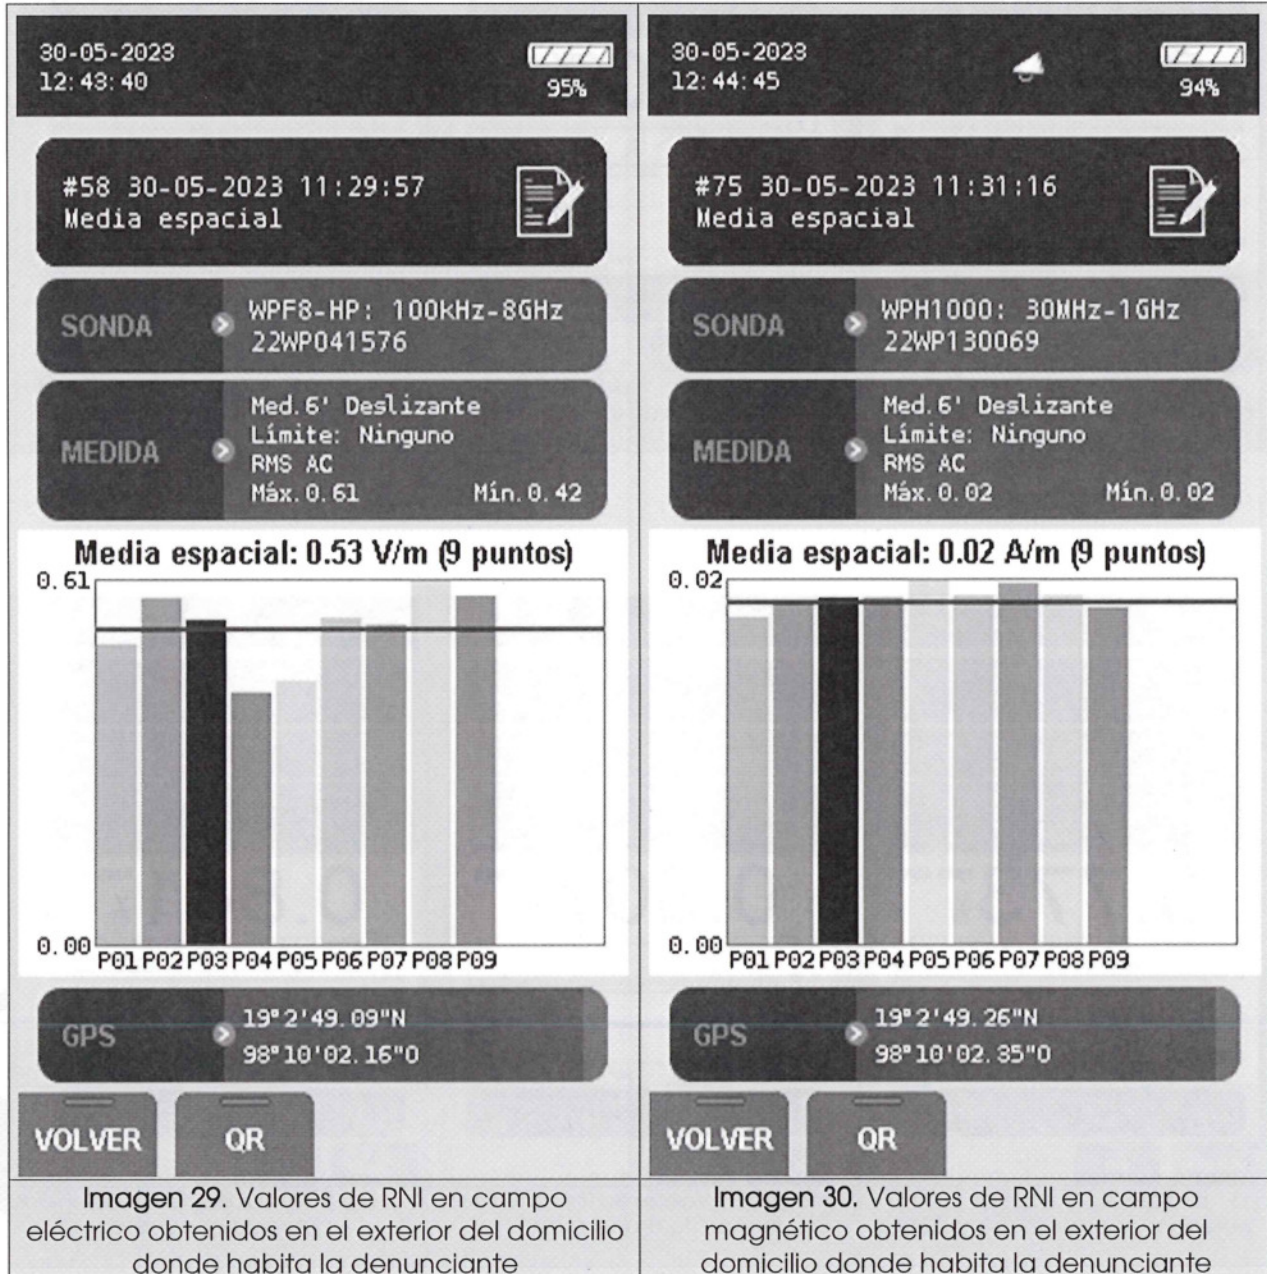 30-05-2023
12:43:40
95%
#58 30-05-2023 11:29:57
Media espacial
SONDA
WPF8-HP: 100kHz-8GHz
22WP041576
MEDIDA
Med.6' Deslizante
Límite: Ninguno
RMS AC
Máx.0.61 Mín.0.42
Media espacial: 0.53 V/m (9 puntos)
0.61
0.00
P01 P02 P03 P04 P05 P06 P07 P08 P09
GPS
19°2'49.09"N
98°10'02.16"O
VOLVER QR
Imagen 29. Valores de RNI en campo
eléctrico obtenidos en el exterior del domicilio
donde habita la denunciante
30-05-2023
12:44:45
94%
#75 30-05-2023 11:31:16
Media espacial
SONDA
WPH1000: 30MHz-1GHz
22WP130069
MEDIDA
Med.6' Deslizante
Límite: Ninguno
RMS AC
Máx.0.02 Mín.0.02
Media espacial: 0.02 A/m (9 puntos)
0.02
0.00
P01 P02 P03 P04 P05 P06 P07 P08 P09
GPS
19°2'49.26"N
98°10'02.35"O
VOLVER QR
Imagen 30. Valores de RNI en campo
magnético obtenidos en el exterior del
domicilio donde habita la denunciante